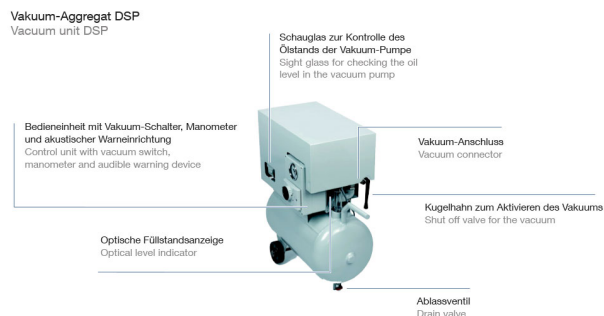 Vakuum-Aggregat DSP
Vacuum unit DSP
Schauglas zur Kontrolle des
Ölstands der Vakuum-Pumpe
Sight glass for checking the oil
level in the vacuum pump
Bedieneinheit mit Vakuum-Schalter, Manometer
und akustischer Warneinrichtung
Control unit with vacuum switch,
manometer and audible warning device
Vakuum-Anschluss
Vacuum connector
Kugelhahn zum Aktivieren des Vakuums
Shut off valve for the vacuum
Optische Füllstandsanzeige
Optical level indicator
Ablassventil
Drain valve